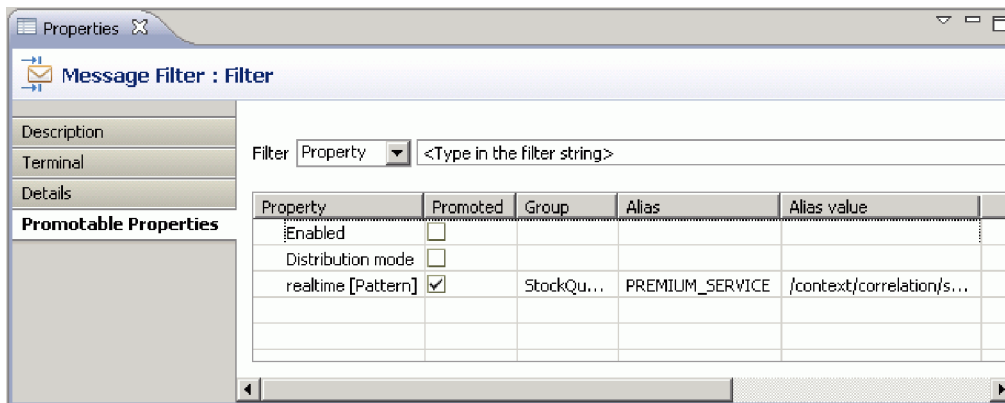 Properties
Message Filter : Filter
Description
Terminal
Details
Promotable Properties
Filter Property <Type in the filter string>
Property Promoted Group Alias Alias value
Enabled
Distribution mode
realtime [Pattern] StockQu... PREMIUM_SERVICE /context/correlation/s...